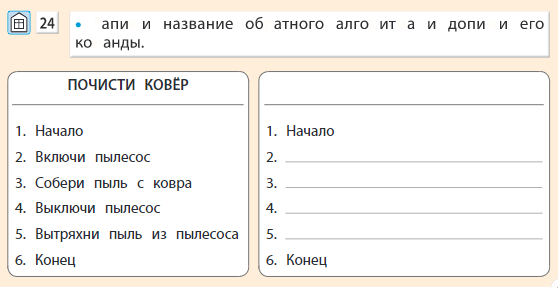 24
• апи и название об атного алго ит а и допи и его
ко анды.
ПОЧИСТИ КОВЁР
1. Начало
2. Включи пылесос
3. Собери пыль с ковра
4. Выключи пылесос
5. Вытряхни пыль из пылесоса
6. Конец
1. Начало
2.
3.
4.
5.
6. Конец